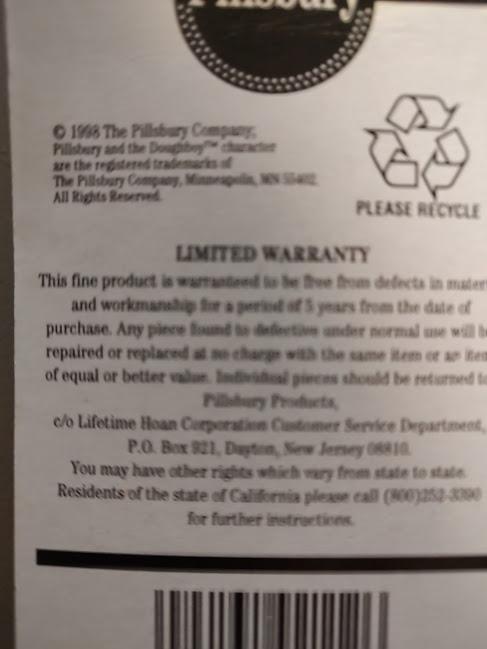 Pillsbury
© 1998 The Pillsbury Company,
Pillsbury and the Doughboy™ character
are the registered trademarks of
The Pillsbury Company, Minneapolis, MN 55402.
All Rights Reserved.
PLEASE RECYCLE
LIMITED WARRANTY
This fine product is warranteed to be free from defects in mater
and workmanship for a period of 5 years from the date of
purchase. Any piece found to defective under normal use will b
repaired or replaced at no charge with the same item or an item
of equal or better value. Individual pieces should be returned to
Pillsbury Products,
c/o Lifetime Hoan Corporation Customer Service Department,
P.O. Box 921, Dayton, New Jersey 08810.
You may have other rights which vary from state to state.
Residents of the state of California please call (800)252-3390
for further instructions.